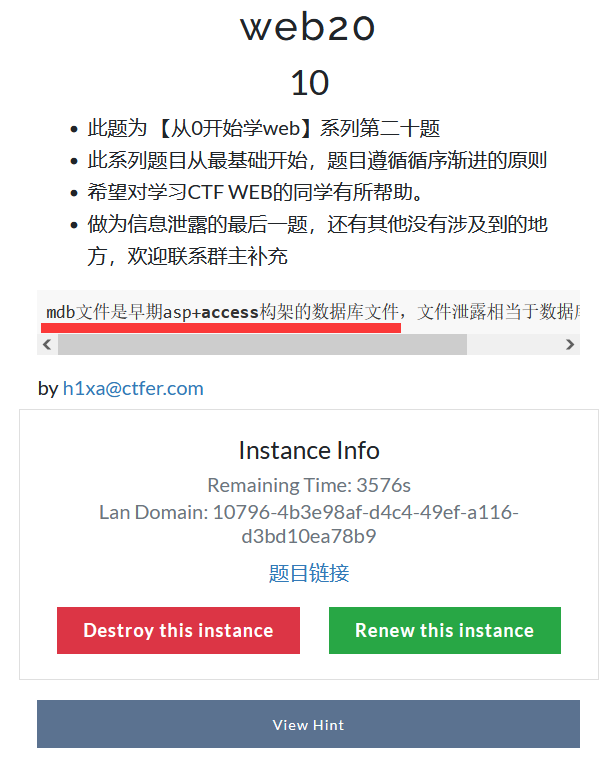 web20
10
此题为 【从0开始学web】系列第二十题
此系列题目从最基础开始，题目遵循循序渐进的原则
希望对学习CTF WEB的同学有所帮助。
做为信息泄露的最后一题，还有其他没有涉及到的地
方，欢迎联系群主补充
mdb文件是早期asp+access构架的数据库文件，文件泄露相当于数据库
by h1xa@ctfer.com
Instance Info
Remaining Time: 3576s
Lan Domain: 10796-4b3e98af-d4c4-49ef-a116-
d3bd10ea78b9
题目链接
Destroy this instance
Renew this instance
View Hint